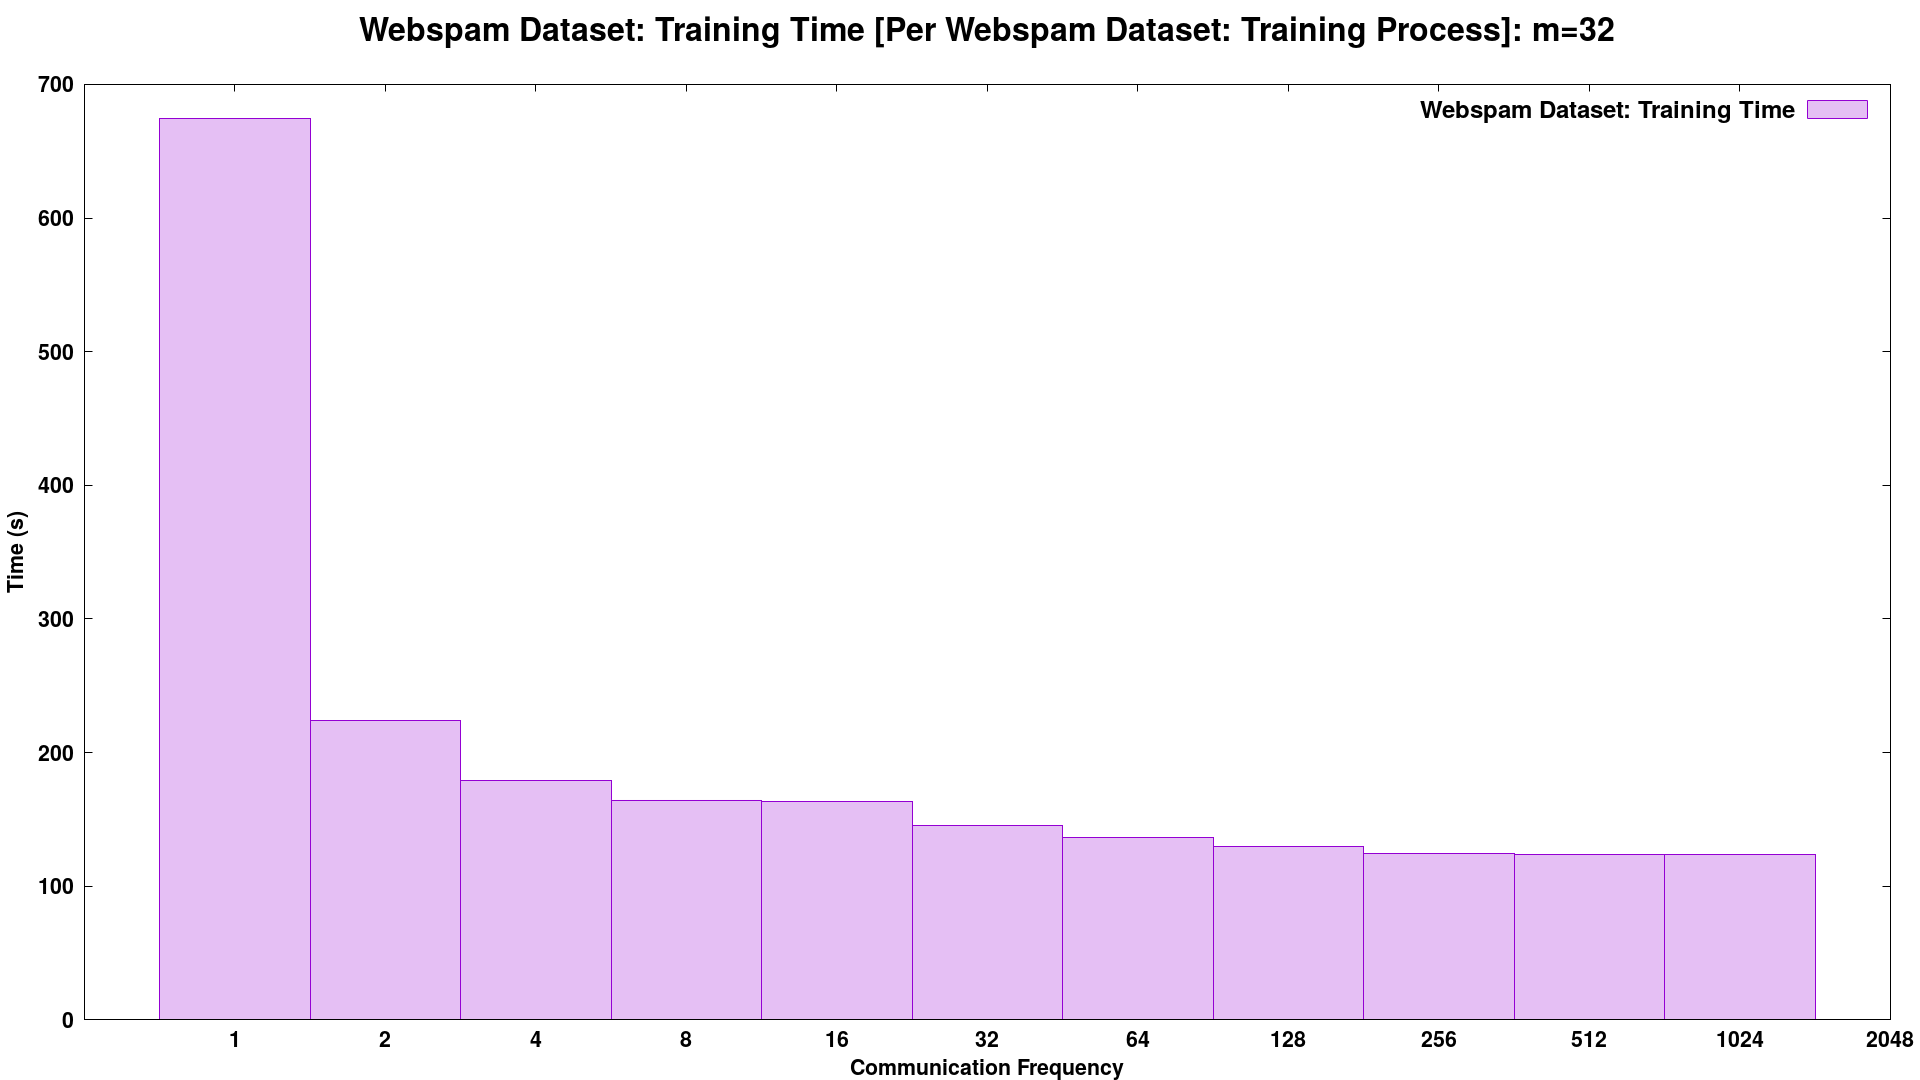 Webspam Dataset: Training Time [Per Webspam Dataset: Training Process]: m=32
Webspam Dataset: Training Time
700
600
500
400
300
200
100
0
Time (s)
1 2 4 8 16 32 64 128 256 512 1024 2048
Communication Frequency